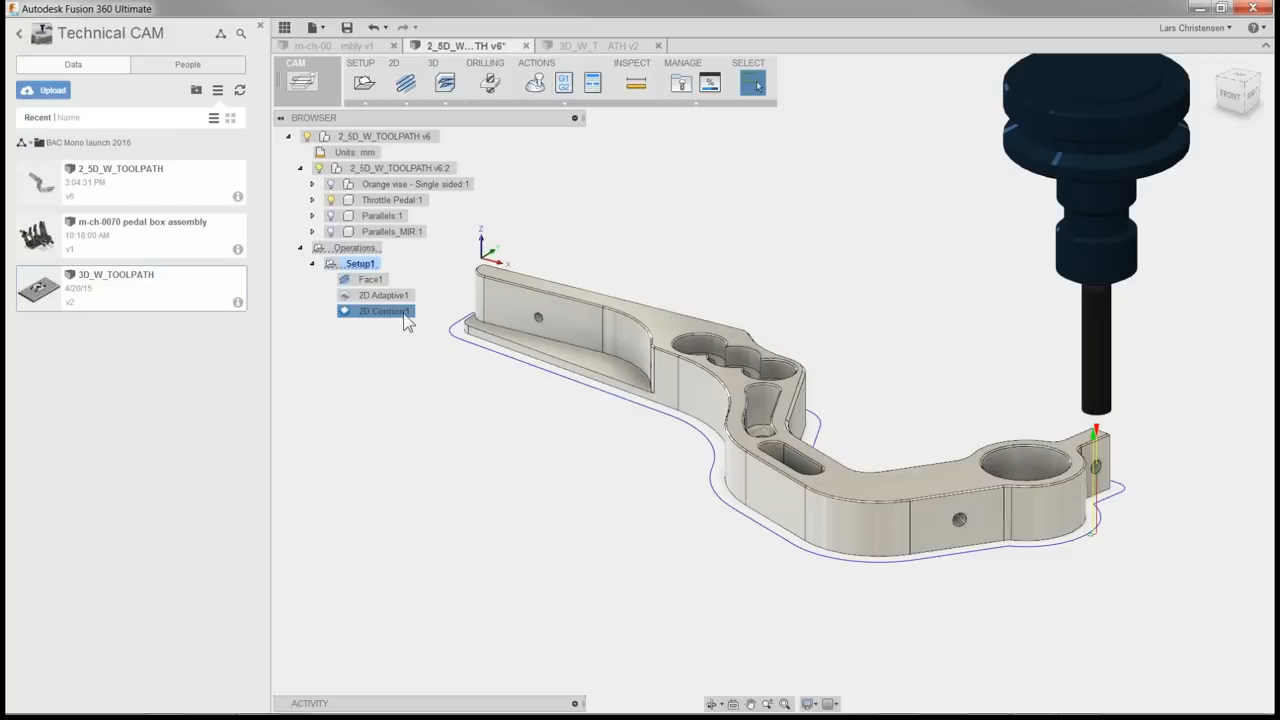 Autodesk Fusion 360 Ultimate
Technical CAM
Data
People
Upload
Recent | Name
BAC Mono launch 2016
2_5D_W_TOOLPATH
3:04:31 PM
v6
m-ch-0070 pedal box assembly
10:18:00 AM
v1
3D_W_TOOLPATH
4/20/15
v2
Lars Christensen
m-ch-00...mbly v1
2_5D_W...TH v6*
3D_W_T...ATH v2
CAM
SETUP
2D
3D
DRILLING
ACTIONS
INSPECT
MANAGE
SELECT
G1
G2
BROWSER
2_5D_W_TOOLPATH v6
Units: mm
2_5D_W_TOOLPATH v6:2
Orange vise - Single sided:1
Throttle Pedal:1
Parallels:1
Parallels_MIR:1
Operations
Setup1
Face1
2D Adaptive1
2D Contour1
Z
Y
X
FRONT
ACTIVITY